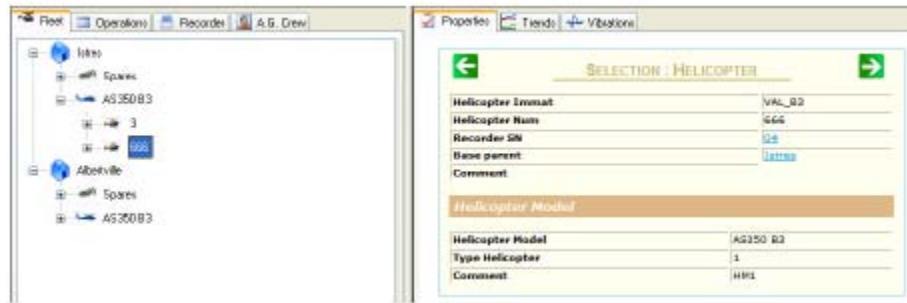 Fleet Operations Recorder A.G. Crew
Istres
Spares
AS350B3
3
666
Albertville
Spares
AS350B3
Properties Trends Vibrations
SELECTION : HELICOPTER
Helicopter Immat VAL_B3
Helicopter Num 666
Recorder SN 04
Base parent Istres
Comment
Helicopter Model
Helicopter Model AS350 B3
Type Helicopter 1
Comment HM1